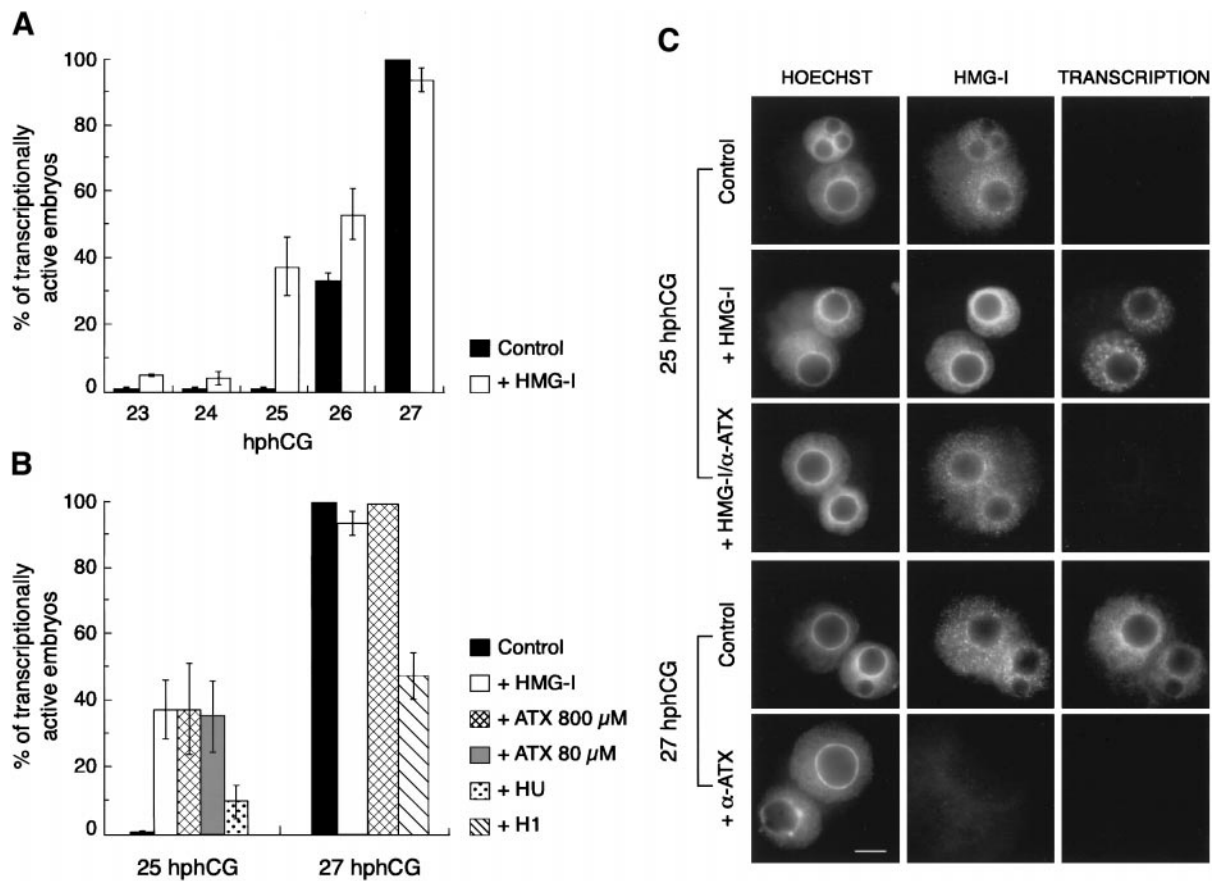 A
% of transcriptionally
active embryos
100
80
60
40
20
0
23 24 25 26 27
hphCG
Control
+ HMG-I
B
% of transcriptionally
active embryos
100
80
60
40
20
0
25 hphCG 27 hphCG
Control
+ HMG-I
+ ATX 800 µM
+ ATX 80 µM
+ HU
+ H1
C
HOECHST HMG-I TRANSCRIPTION
25 hphCG
Control
+ HMG-I
+ HMG-I/α-ATX
27 hphCG
Control
+ α-ATX